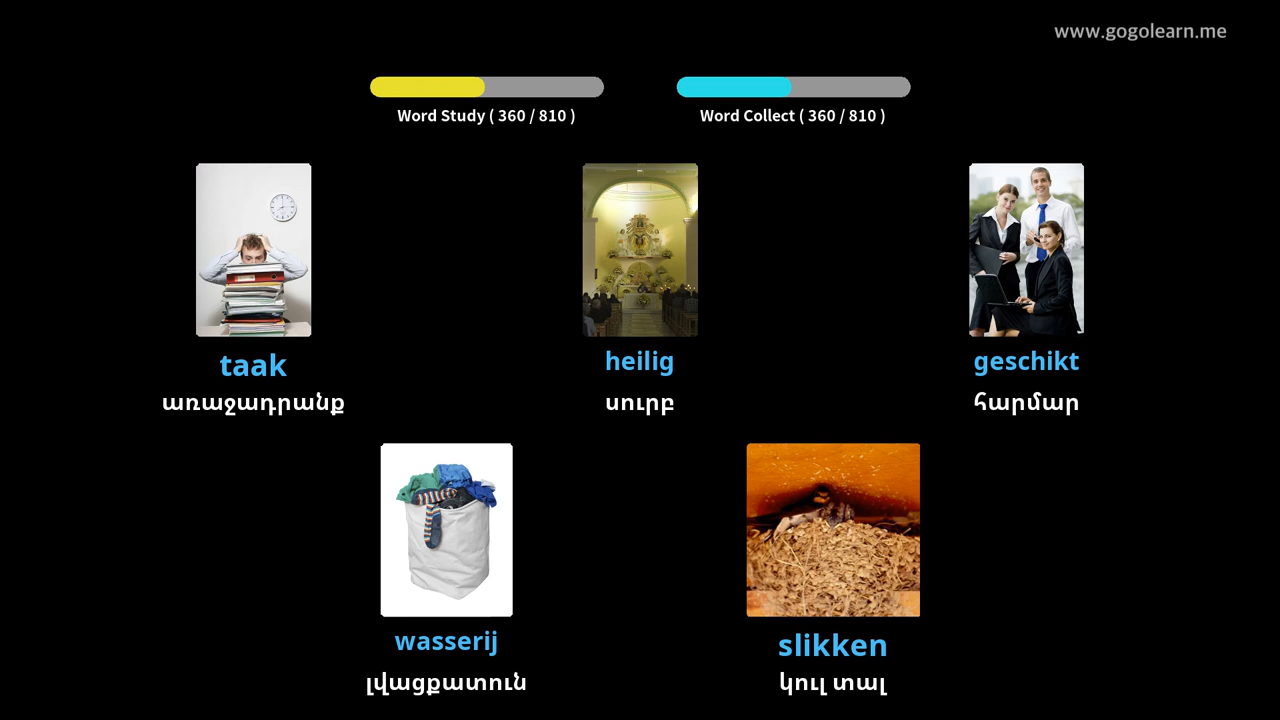 www.gogolearn.me
Word Study ( 360 / 810 )
Word Collect ( 360 / 810 )
taak
heilig
geschikt
առաջադրանք
սուրբ
հարմար
wasserij
slikken
լվացքատուն
կուլ տալ